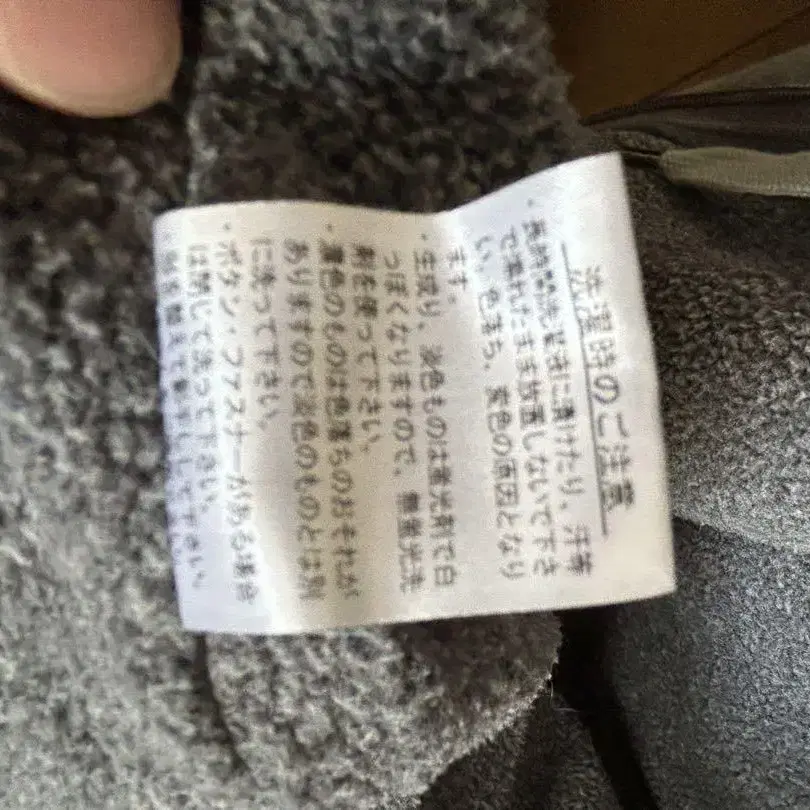 洗濯時のご注意
・長時間洗濯液に漬けたり、汗等
で濡れたまま放置しないで下さ
い。色落ち、変色の原因となり
ます。
・生成り、淡色ものは蛍光剤で白
っぽくなりますので、無蛍光洗
剤を使って下さい。
・濃色のものは色落ちのおそれが
ありますので淡色のものとは別
に洗って下さい。
・ボタン・ファスナーがある場合
は閉じて洗って下さい。